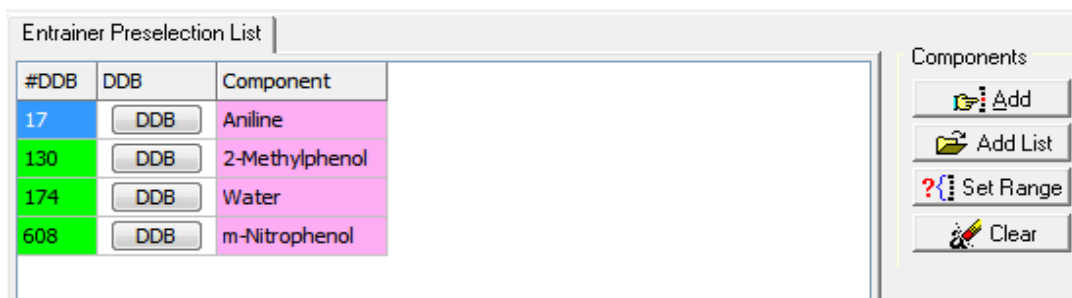 Entrainer Preselection List
#DDB DDB Component
17 DDB Aniline
130 DDB 2-Methylphenol
174 DDB Water
608 DDB m-Nitrophenol
Components
Add
Add List
?{ Set Range
Clear